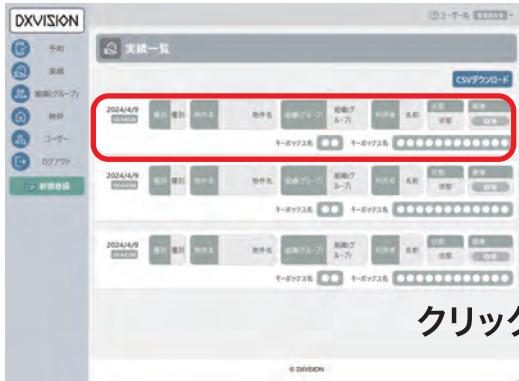 DXVISION
ユーザー名
予約
実績
組織(グループ)
物件
ユーザー
ログアウト
新規登録
実績一覧
CSVダウンロード
2024/4/9
種別 種別 物件名 物件名 組織(グループ) 組織(グループ) 利用者 名前 状態 状態
キーボックス名 キーボックス名
2024/4/9
種別 種別 物件名 物件名 組織(グループ) 組織(グループ) 利用者 名前 状態 状態
キーボックス名 キーボックス名
2024/4/9
種別 種別 物件名 物件名 組織(グループ) 組織(グループ) 利用者 名前 状態 状態
キーボックス名 キーボックス名
クリック
© DXVISION